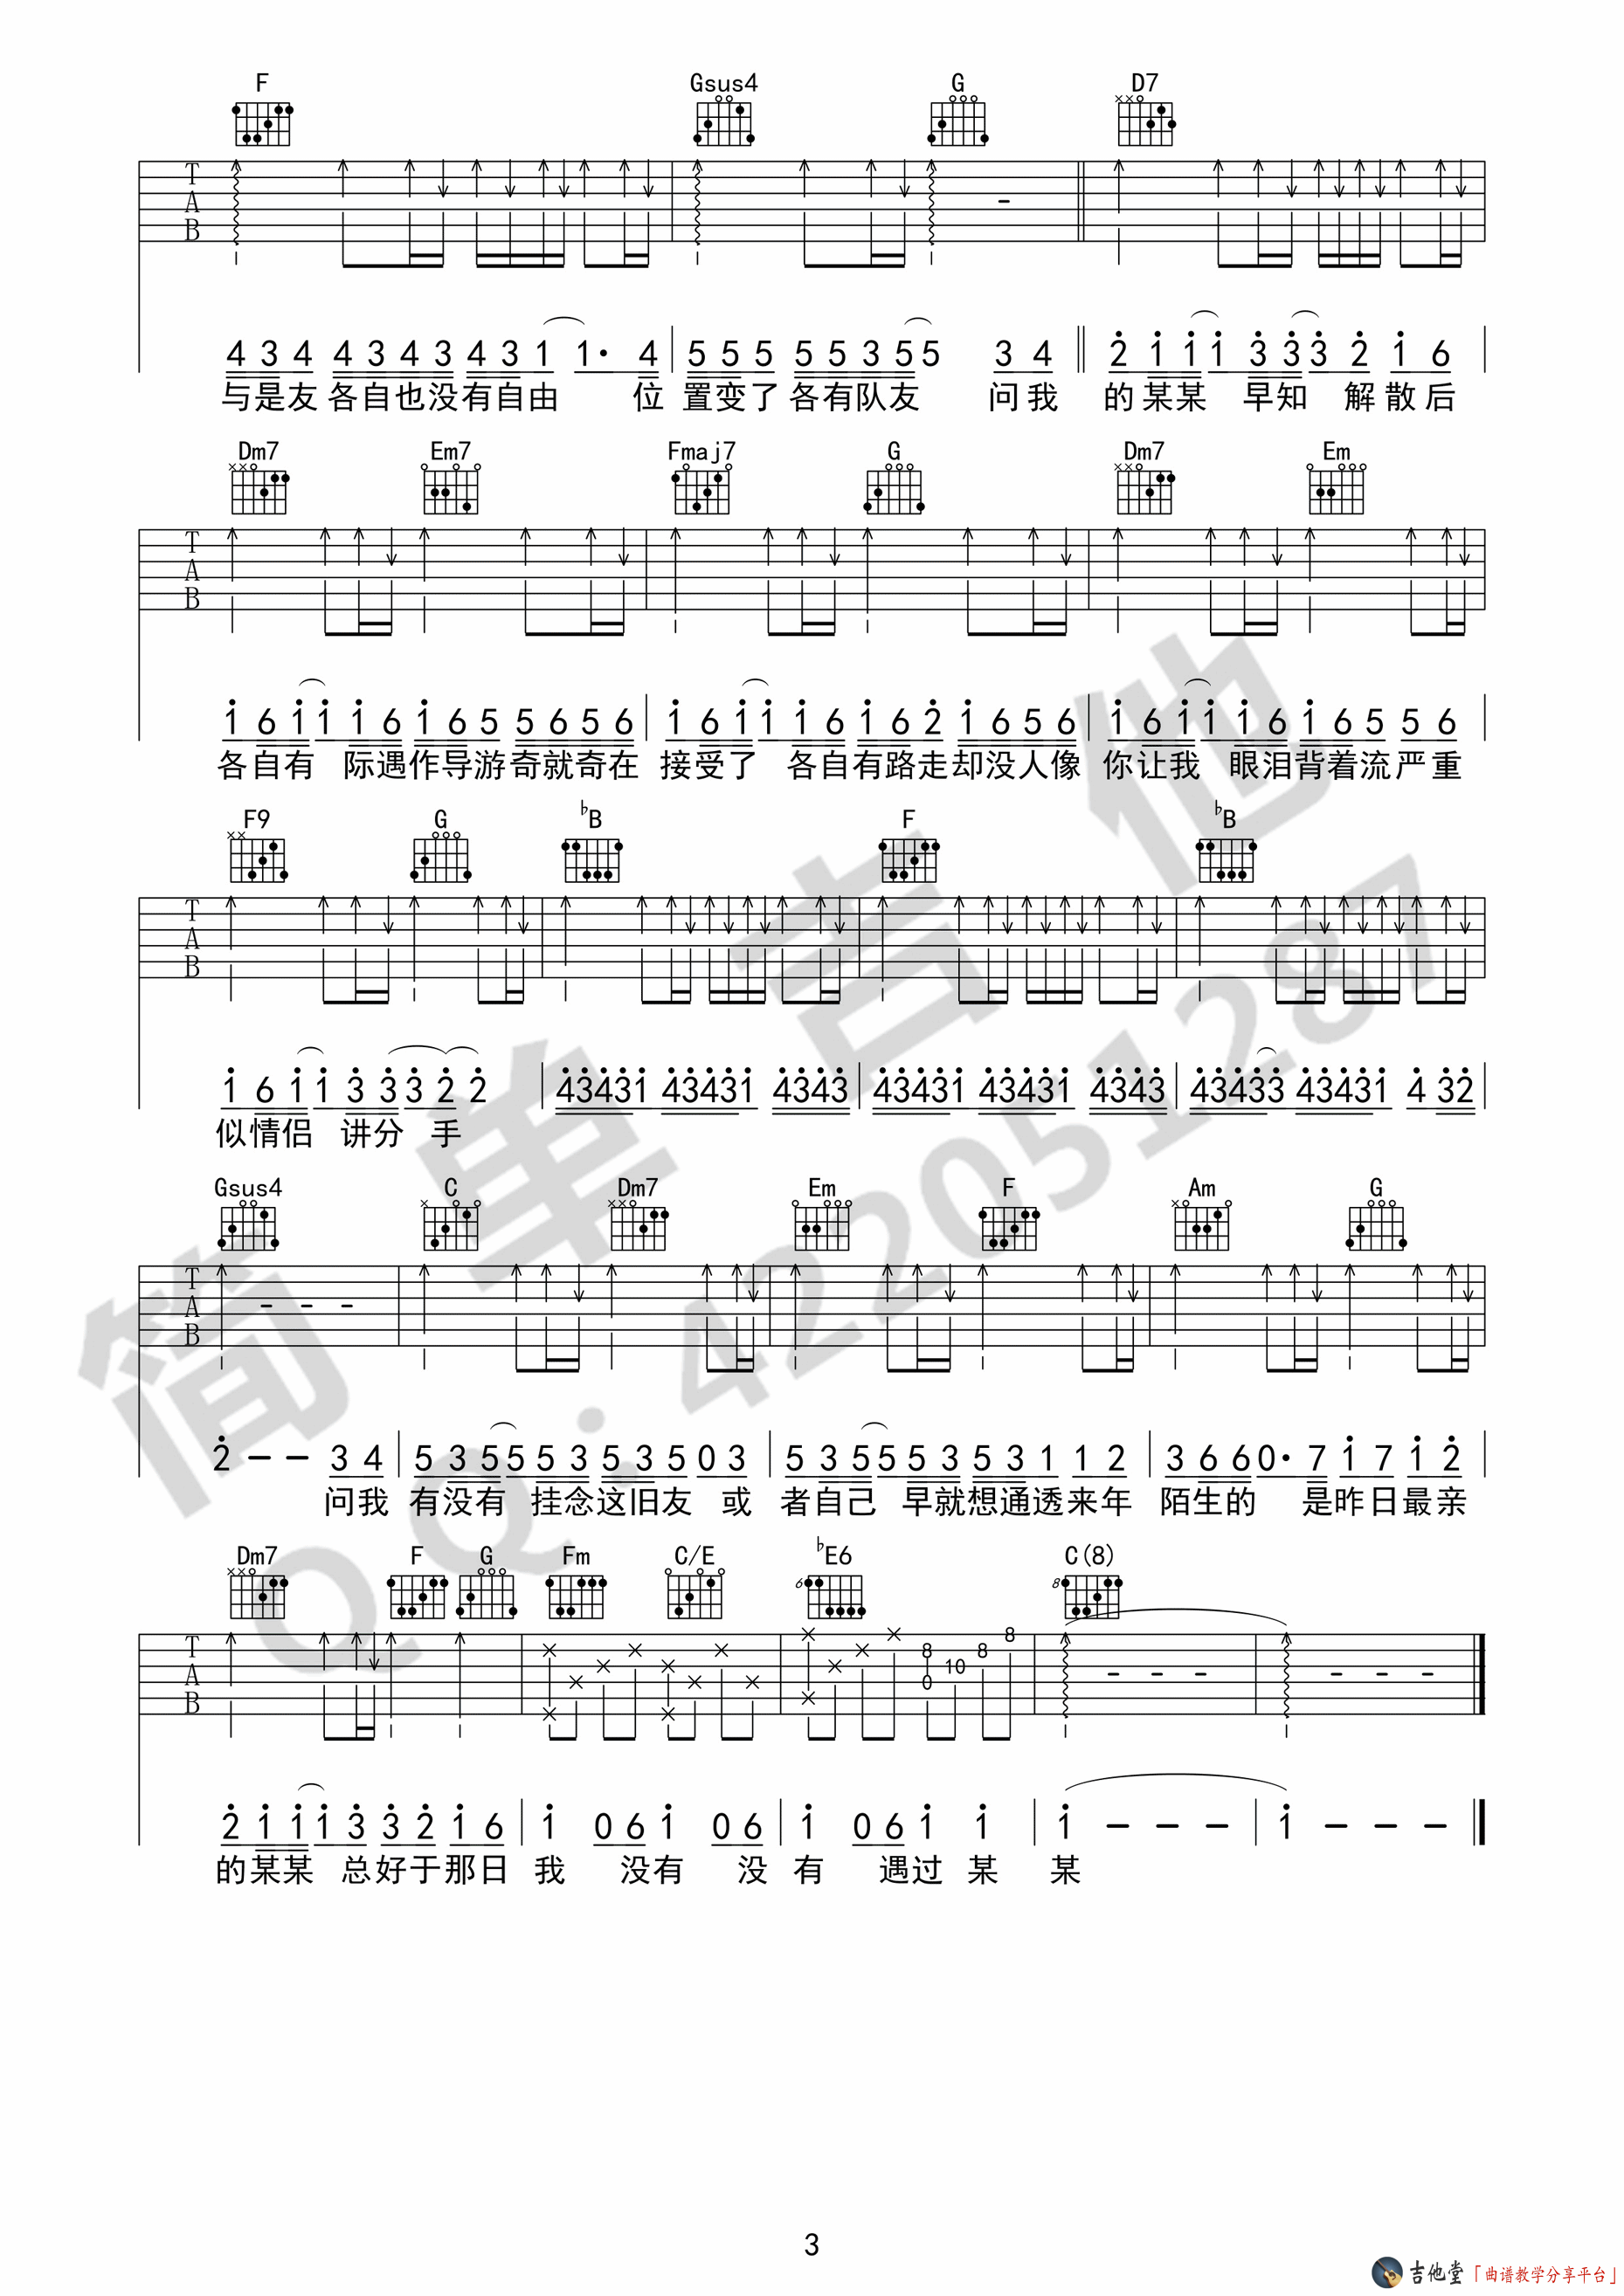 F Gsus4 G D7
T
A
B
4 3 4 4 3 4 3 4 3 1 1· 4 5 5 5 5 5 3 5 5 3 4 2 1 1 1 3 3 3 2 1 6
与是友 各自也没有自由 位 置变了 各有队友 问我 的某某 早知 解散后
Dm7 Em7 Fmaj7 G Dm7 Em
T
A
B
1 6 1 1 1 6 1 6 5 5 6 5 6 1 6 1 1 1 6 1 6 2 1 6 5 6 1 6 1 1 1 6 1 6 5 5 6
各自有 际遇作导游奇就奇在 接受了 各自有路走却没人像 你让我 眼泪背着流严重
F9 G ♭B F ♭B
T
A
B
1 6 1 1 3 3 3 2 2 43431 43431 4343 43431 43431 4343 43433 43431 4 32
似情侣 讲分 手
Gsus4 C Dm7 Em F Am G
T
A
B
2 – – 3 4 5 3 5 5 5 3 5 3 5 0 3 5 3 5 5 5 3 5 3 1 1 2 3 6 6 0· 7 1 7 1 2
问我 有没有 挂念这旧友 或 者自己 早就想通透来年 陌生的 是昨日最亲
Dm7 F G Fm C/E ♭E6 C(8)
6 8
T
A
B
8 0 10 8 8
2 1 1 1 3 3 2 1 6 1 0 6 1 0 6 1 0 6 1 1 1 – – – 1 – – –
的某某 总好于那日 我 没有 没 有 遇过 某 某
简单吉他
QQ:422051287
3
吉他堂「曲谱教学分享平台」